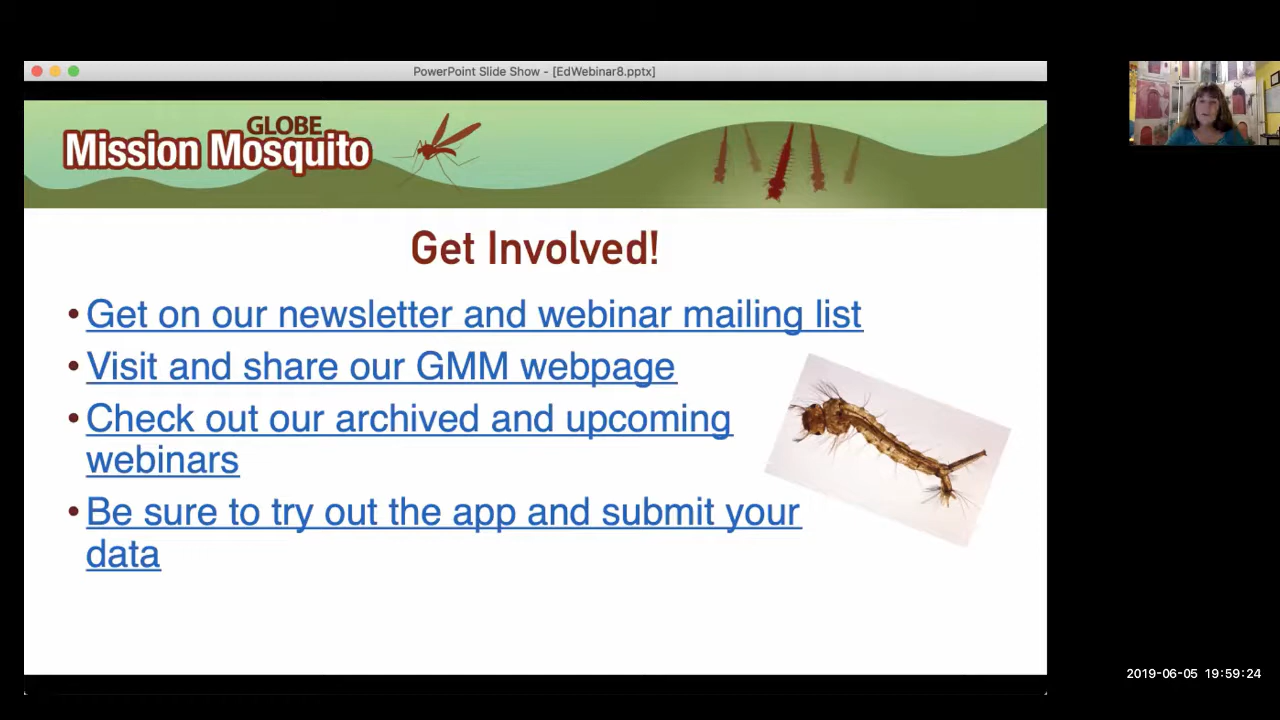 PowerPoint Slide Show - [EdWebinar8.pptx]
GLOBE
Mission Mosquito
Get Involved!
• Get on our newsletter and webinar mailing list
• Visit and share our GMM webpage
• Check out our archived and upcoming
webinars
• Be sure to try out the app and submit your
data
2019-06-05 19:59:24